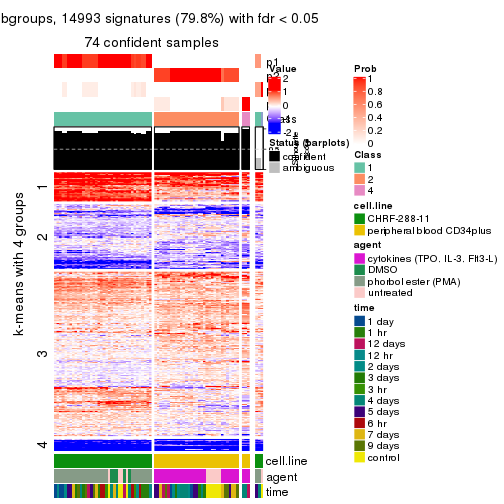 bgroups, 14993 signatures (79.8%) with fdr < 0.05
74 confident samples
p1
Value
2
1
0
-1
-2
Status (barplots)
confident
ambiguous
k-means with 4 groups
1
2
3
4
cell.line
agent
time
Prob
1
0.8
0.6
0.4
0.2
0
Class
1
2
4
cell.line
CHRF-288-11
peripheral blood CD34plus
agent
cytokines (TPO, IL-3, Flt3-L)
DMSO
phorbol ester (PMA)
untreated
time
1 day
1 hr
12 days
12 hr
2 days
3 days
3 hr
4 days
5 days
6 hr
7 days
9 days
control